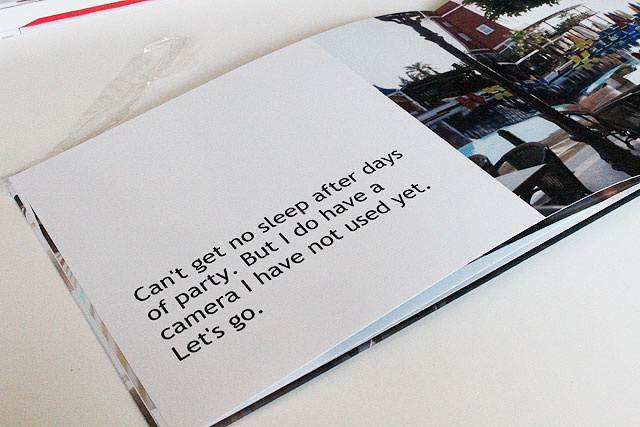 Can't get no sleep after days
of party. But I do have a
camera I have not used yet.
Let's go.